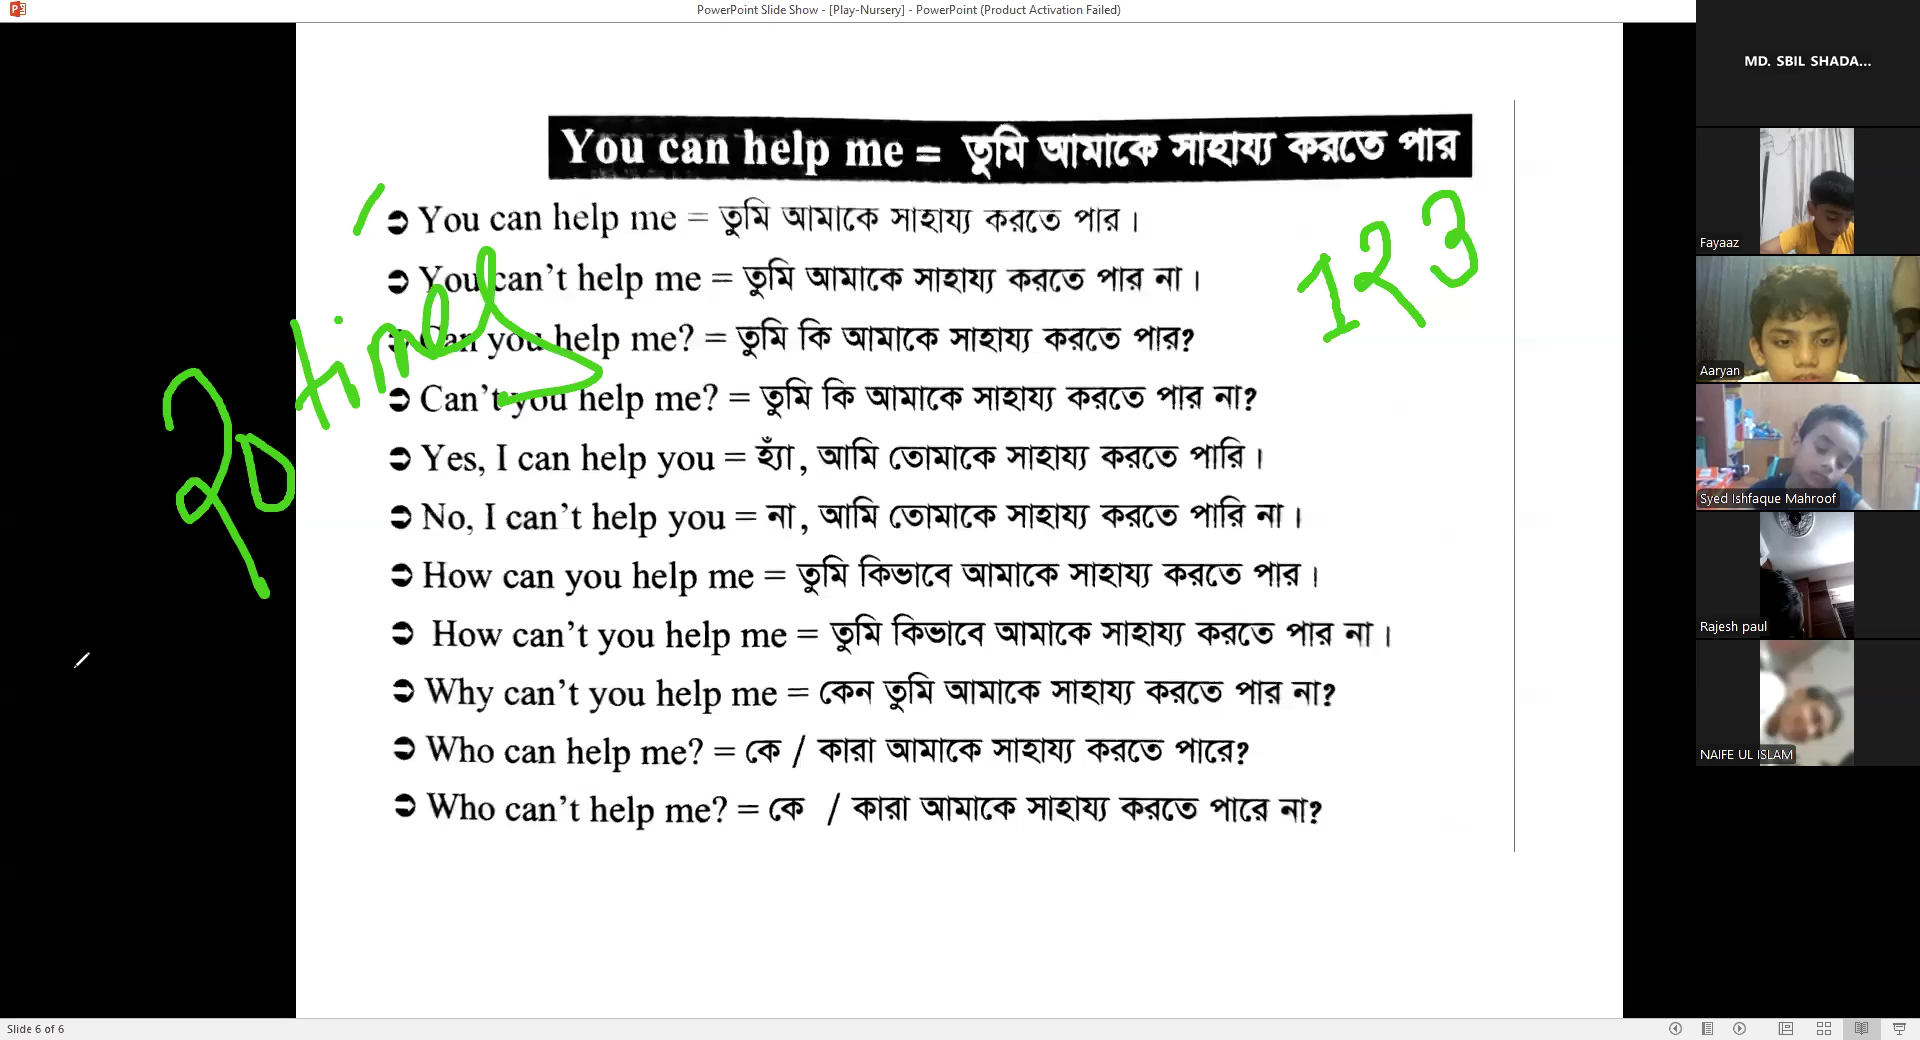 PowerPoint Slide Show - [Play-Nursery] - PowerPoint (Product Activation Failed)
You can help me = তুমি আমাকে সাহায্য করতে পার
➲ You can help me = তুমি আমাকে সাহায্য করতে পার।
➲ You can't help me = তুমি আমাকে সাহায্য করতে পার না।
➲ Can you help me? = তুমি কি আমাকে সাহায্য করতে পার?
➲ Can't you help me? = তুমি কি আমাকে সাহায্য করতে পার না?
➲ Yes, I can help you = হ্যাঁ, আমি তোমাকে সাহায্য করতে পারি।
➲ No, I can't help you = না, আমি তোমাকে সাহায্য করতে পারি না।
➲ How can you help me = তুমি কিভাবে আমাকে সাহায্য করতে পার।
➲ How can't you help me = তুমি কিভাবে আমাকে সাহায্য করতে পার না।
➲ Why can't you help me = কেন তুমি আমাকে সাহায্য করতে পার না?
➲ Who can help me? = কে / কারা আমাকে সাহায্য করতে পারে?
➲ Who can't help me? = কে / কারা আমাকে সাহায্য করতে পারে না?
20 times
123
MD. SBIL SHADA...
Fayaaz
Aaryan
Syed Ishfaque Mahroof
Rajesh paul
NAIFE UL ISLAM
Slide 6 of 6